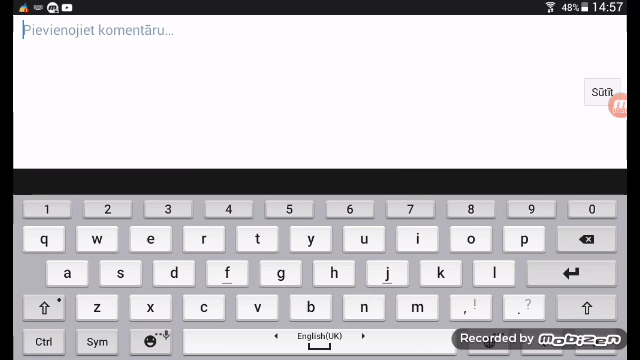 48% 14:57
Pievienojiet komentāru...
Sūtīt
1 2 3 4 5 6 7 8 9 0
q w e r t y u i o p
a s d f g h j k l
z x c v b n m , ! . ?
Ctrl Sym English(UK)
Recorded by mobizen